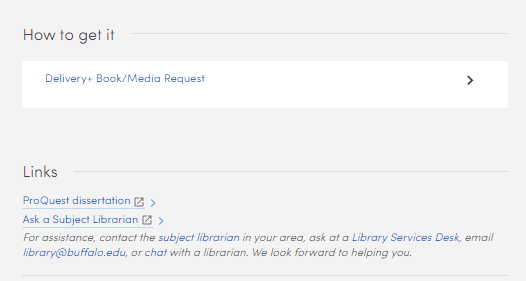 How to get it
Delivery+ Book/Media Request
Links
ProQuest dissertation
Ask a Subject Librarian
For assistance, contact the subject librarian in your area, ask at a Library Services Desk, email
library@buffalo.edu, or chat with a librarian. We look forward to helping you.